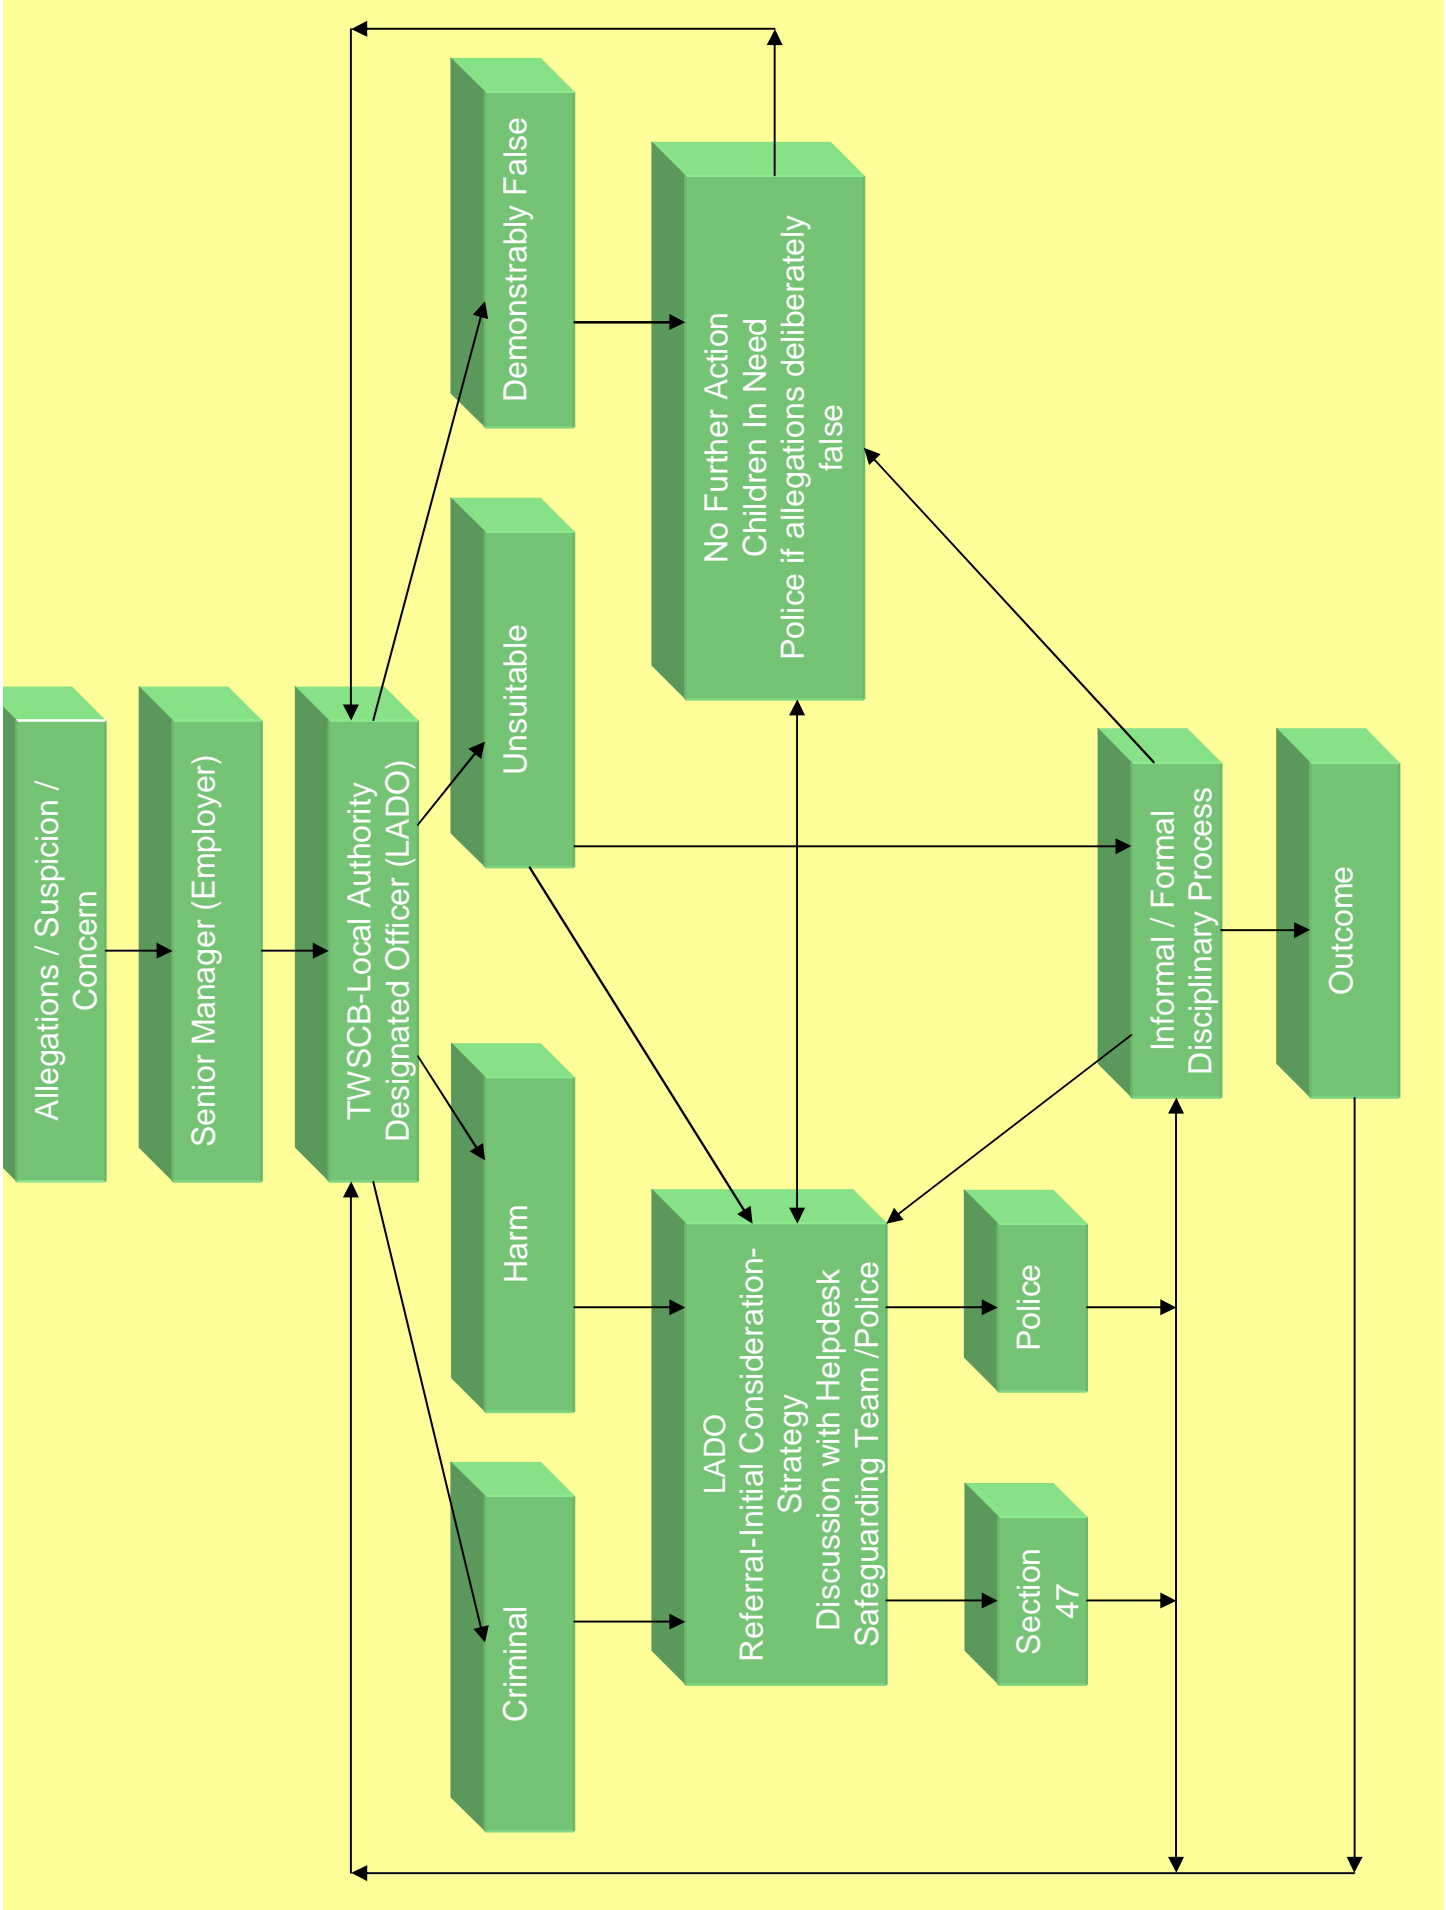 Allegations / Suspicion /
Concern
Senior Manager (Employer)
TWSCB-Local Authority
Designated Officer (LADO)
Criminal
Harm
Unsuitable
Demonstrably False
LADO
Referral-Initial Consideration-
Strategy
Discussion with Helpdesk
Safeguarding Team /Police
No Further Action
Children In Need
Police if allegations deliberately
false
Section
47
Police
Informal / Formal
Disciplinary Process
Outcome